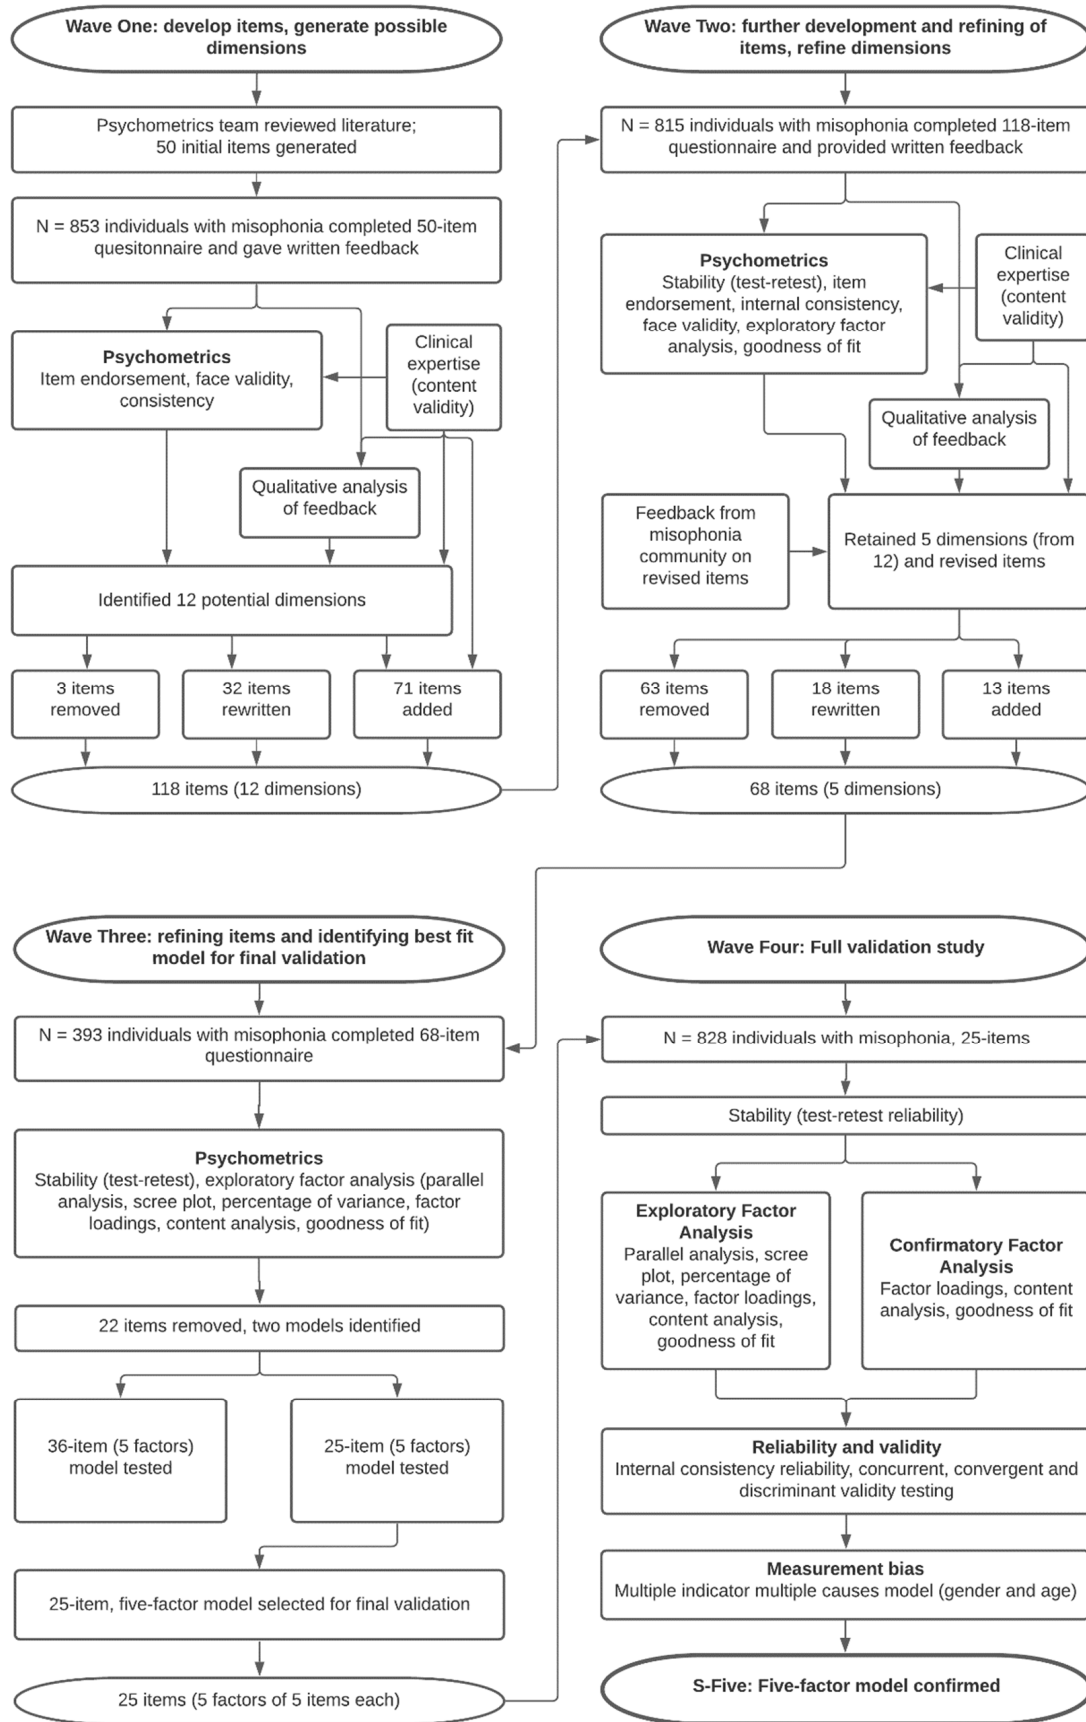 Wave One: develop items, generate possible
dimensions
Psychometrics team reviewed literature;
50 initial items generated
N = 853 individuals with misophonia completed 50-item
quesitonnaire and gave written feedback
Psychometrics
Item endorsement, face validity,
consistency
Clinical
expertise
(content
validity)
Qualitative analysis
of feedback
Identified 12 potential dimensions
3 items
removed
32 items
rewritten
71 items
added
118 items (12 dimensions)
Wave Two: further development and refining of
items, refine dimensions
N = 815 individuals with misophonia completed 118-item
questionnaire and provided written feedback
Psychometrics
Stability (test-retest), item
endorsement, internal consistency,
face validity, exploratory factor
analysis, goodness of fit
Clinical
expertise
(content
validity)
Qualitative analysis
of feedback
Feedback from
misophonia
community on
revised items
Retained 5 dimensions (from
12) and revised items
63 items
removed
18 items
rewritten
13 items
added
68 items (5 dimensions)
Wave Three: refining items and identifying best fit
model for final validation
N = 393 individuals with misophonia completed 68-item
questionnaire
Psychometrics
Stability (test-retest), exploratory factor analysis (parallel
analysis, scree plot, percentage of variance, factor
loadings, content analysis, goodness of fit)
22 items removed, two models identified
36-item (5 factors)
model tested
25-item (5 factors)
model tested
25-item, five-factor model selected for final validation
25 items (5 factors of 5 items each)
Wave Four: Full validation study
N = 828 individuals with misophonia, 25-items
Stability (test-retest reliability)
Exploratory Factor
Analysis
Parallel analysis, scree
plot, percentage of
variance, factor loadings,
content analysis,
goodness of fit
Confirmatory Factor
Analysis
Factor loadings, content
analysis, goodness of fit
Reliability and validity
Internal consistency reliability, concurrent, convergent and
discriminant validity testing
Measurement bias
Multiple indicator multiple causes model (gender and age)
S-Five: Five-factor model confirmed